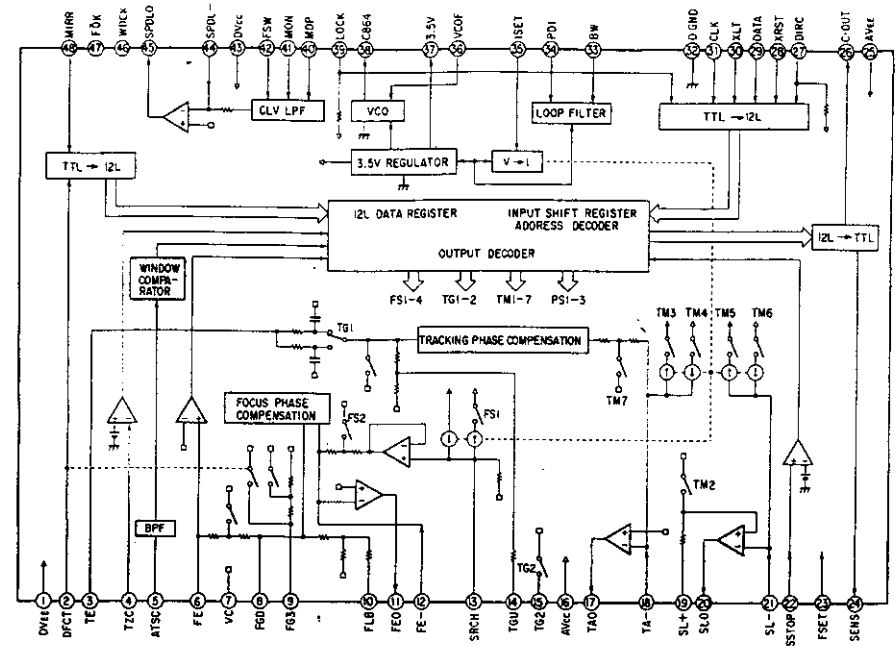 MIRR FOK WDCK SPDLO SPDL- DVcc FSW MON MDP LOCK C864 3.5V VCOF ISET PDI BW D GND CLK XLT DATA XRST DIRC C-OUT AVEE
48 47 46 45 44 43 42 41 40 39 38 37 36 35 34 33 32 31 30 29 28 27 26 25
CLV LPF
VCO
LOOP FILTER
TTL → I2L
TTL → I2L
3.5V REGULATOR
V → I
I2L DATA REGISTER
INPUT SHIFT REGISTER
ADDRESS DECODER
OUTPUT DECODER
I2L → TTL
WINDOW
COMPA-
RATOR
FS1-4
TG1-2
TM1-7
PS1-3
TG1
TRACKING PHASE COMPENSATION
TM3
TM4
TM5
TM6
TM7
FOCUS PHASE
COMPENSATION
FS2
FS1
TM2
BPF
TG2
1 2 3 4 5 6 7 8 9 10 11 12 13 14 15 16 17 18 19 20 21 22 23 24
DVEE DFCT TE TZC ATSC FE VC FGD FG3 FLB FEO FE- SRCH TGU TG2 AVcc TAO TA- SL+ SLO SL- SSTOP FSET SENS